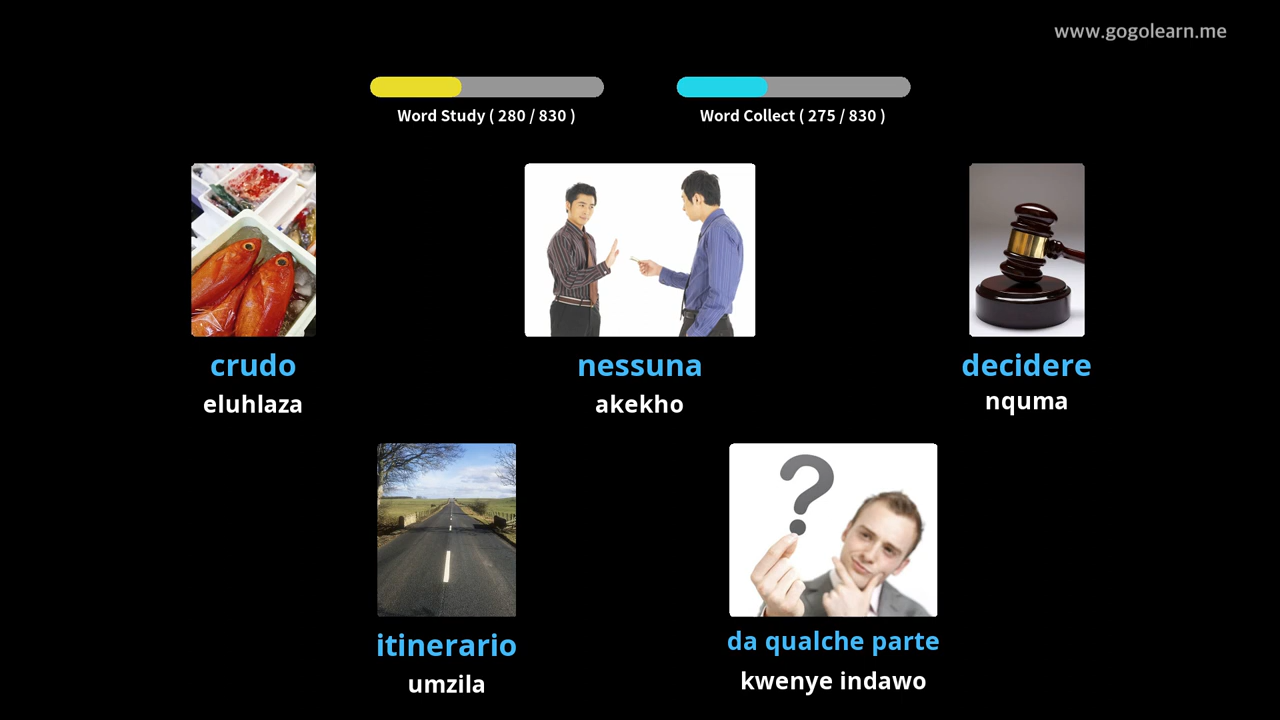 www.gogolearn.me
Word Study ( 280 / 830 )
Word Collect ( 275 / 830 )
crudo
eluhlaza
nessuna
akekho
decidere
nquma
itinerario
umzila
da qualche parte
kwenye indawo